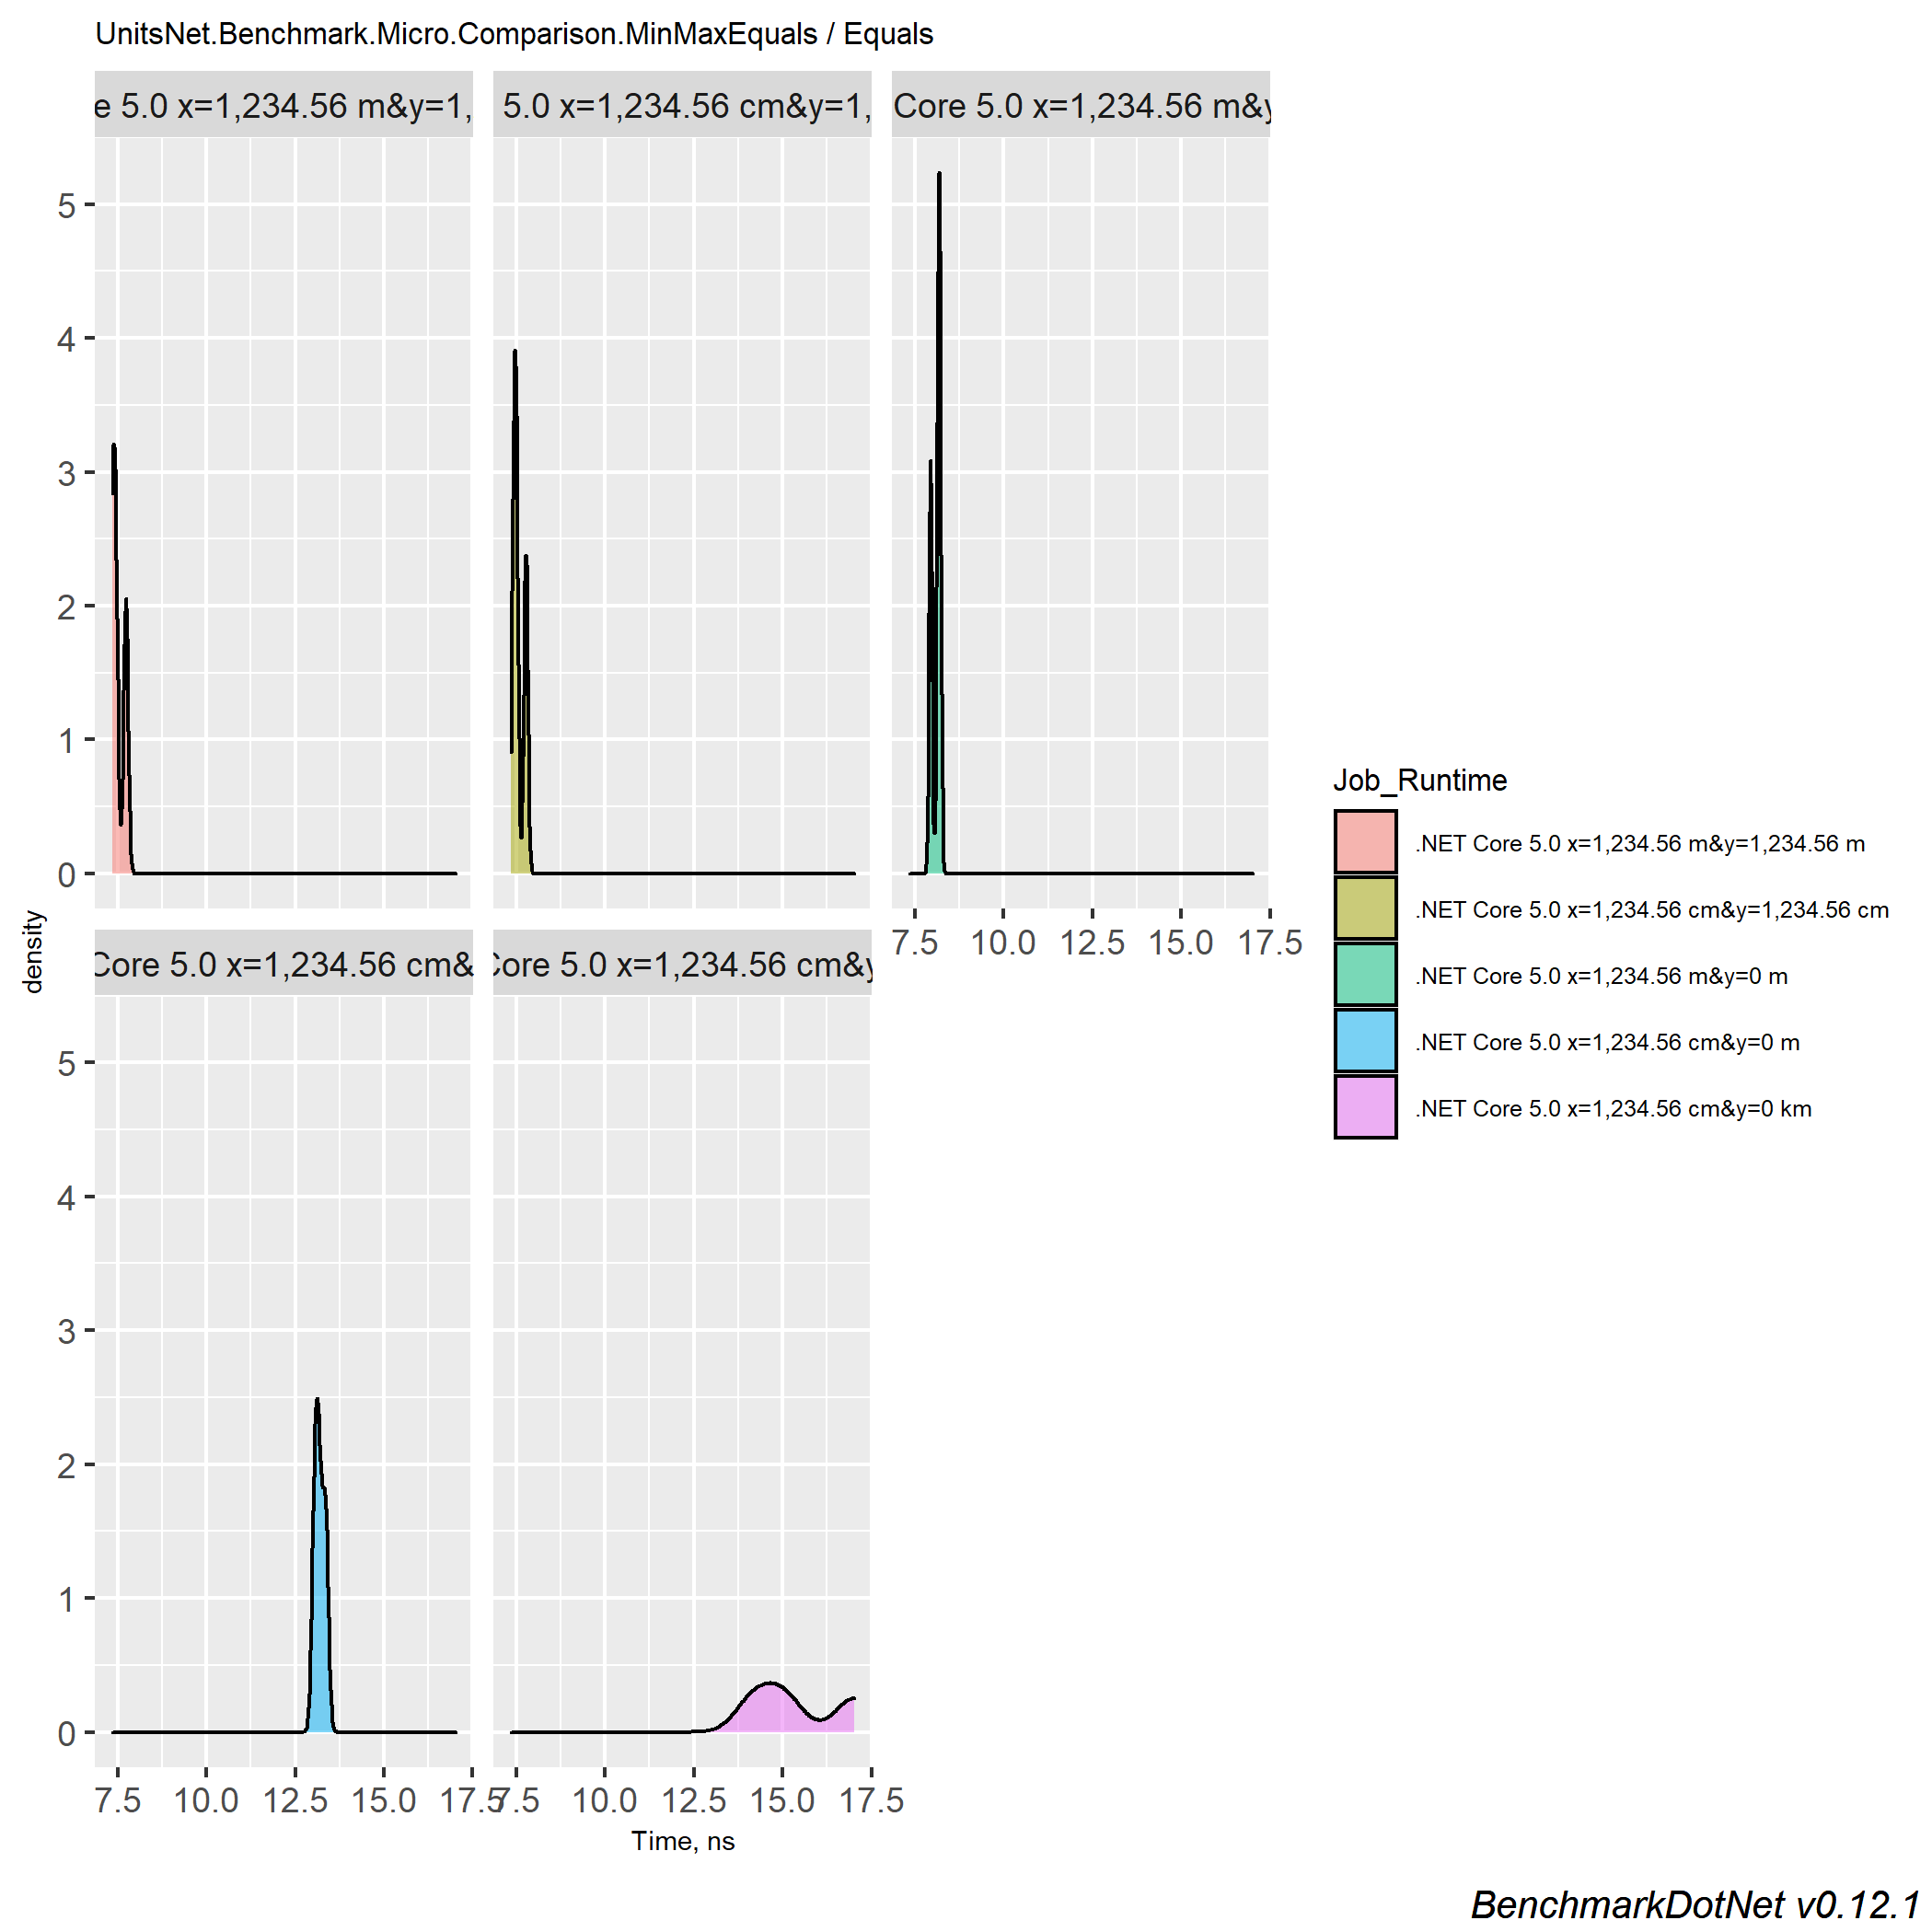 UnitsNet.Benchmark.Micro.Comparison.MinMaxEquals / Equals
e 5.0 x=1,234.56 m&y=1,
5.0 x=1,234.56 cm&y=1,
Core 5.0 x=1,234.56 m&y
5
4
3
2
1
0
7.5 10.0 12.5 15.0 17.5
density
Core 5.0 x=1,234.56 cm&
Core 5.0 x=1,234.56 cm&y
5
4
3
2
1
0
7.5 10.0 12.5 15.0 17.5
7.5 10.0 12.5 15.0 17.5
Time, ns
Job_Runtime
.NET Core 5.0 x=1,234.56 m&y=1,234.56 m
.NET Core 5.0 x=1,234.56 cm&y=1,234.56 cm
.NET Core 5.0 x=1,234.56 m&y=0 m
.NET Core 5.0 x=1,234.56 cm&y=0 m
.NET Core 5.0 x=1,234.56 cm&y=0 km
BenchmarkDotNet v0.12.1